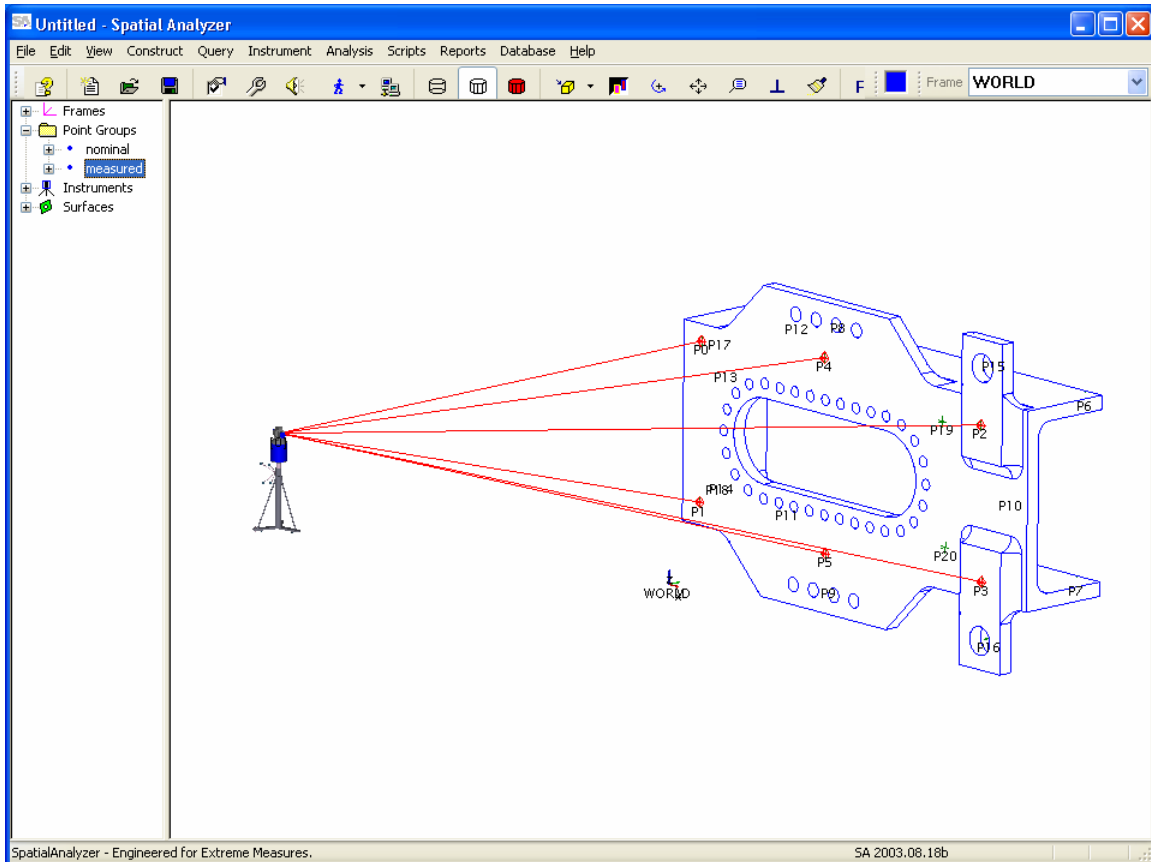 Untitled - Spatial Analyzer
File Edit View Construct Query Instrument Analysis Scripts Reports Database Help
F Frame WORLD
Frames
Point Groups
nominal
measured
Instruments
Surfaces
P12 P8
P0 P17
P4
P15
P13
P6
P19 P2
P14
P1
P11
P10
P20
P5
P3
WORLD
P9
P7
P16
SpatialAnalyzer - Engineered for Extreme Measures. SA 2003.08.18b